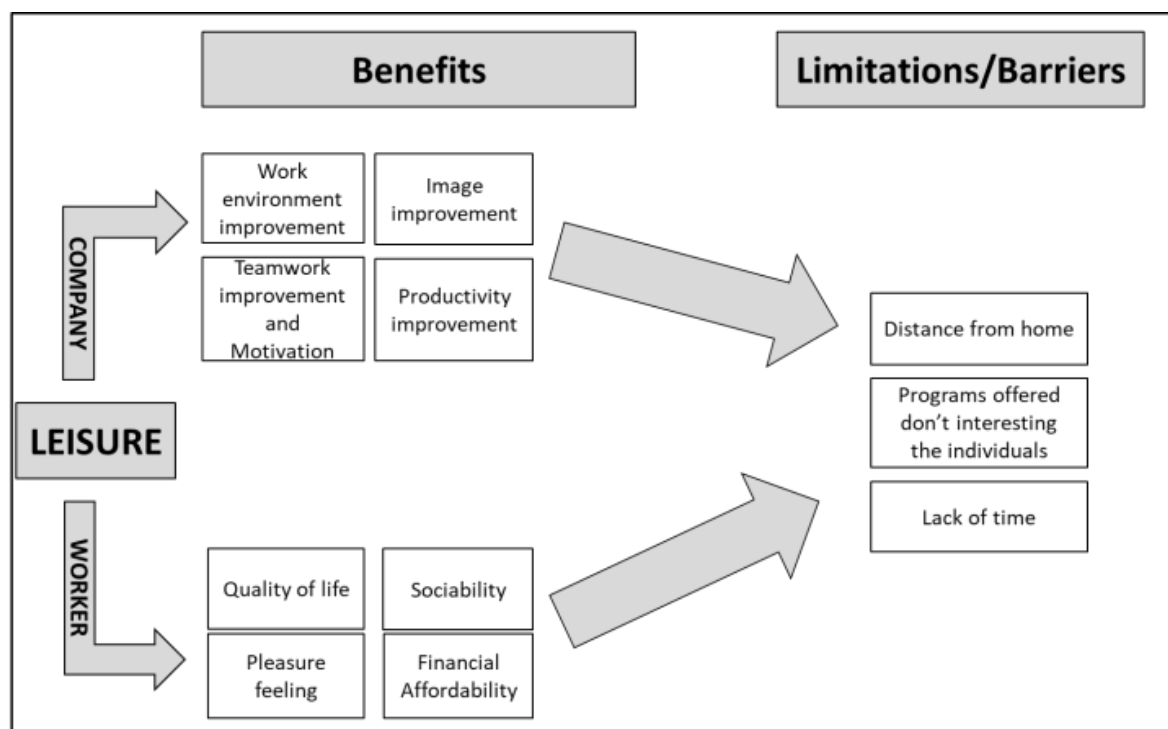 Benefits
Limitations/Barriers
COMPANY
Work
environment
improvement
Image
improvement
Teamwork
improvement
and
Motivation
Productivity
improvement
Distance from home
Programs offered
don't interesting
the individuals
Lack of time
LEISURE
WORKER
Quality of life
Sociability
Pleasure
feeling
Financial
Affordability